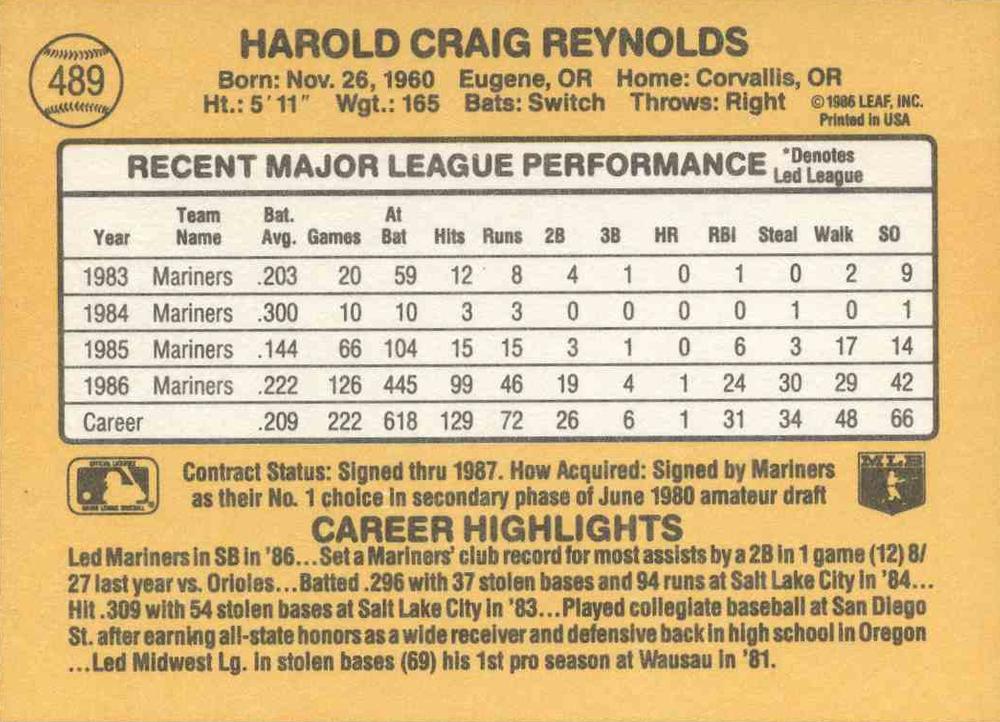 HAROLD CRAIG REYNOLDS
489
Born: Nov. 26, 1960 Eugene, OR Home: Corvallis, OR
Ht.: 5' 11" Wgt.: 165 Bats: Switch Throws: Right © 1986 LEAF, INC.
Printed in USA
RECENT MAJOR LEAGUE PERFORMANCE *Denotes
Led League
Team Bat. At
Year Name Avg. Games Bat Hits Runs 2B 3B HR RBI Steal Walk SO
1983 Mariners .203 20 59 12 8 4 1 0 1 0 2 9
1984 Mariners .300 10 10 3 3 0 0 0 0 1 0 1
1985 Mariners .144 66 104 15 15 3 1 0 6 3 17 14
1986 Mariners .222 126 445 99 46 19 4 1 24 30 29 42
Career .209 222 618 129 72 26 6 1 31 34 48 66
Contract Status: Signed thru 1987. How Acquired: Signed by Mariners
as their No. 1 choice in secondary phase of June 1980 amateur draft
MLB
CAREER HIGHLIGHTS
Led Mariners in SB in '86...Set a Mariners' club record for most assists by a 2B in 1 game (12) 8/
27 last year vs. Orioles...Batted .296 with 37 stolen bases and 94 runs at Salt Lake City in '84...
Hit .309 with 54 stolen bases at Salt Lake City in '83...Played collegiate baseball at San Diego
St. after earning all-state honors as a wide receiver and defensive back in high school in Oregon
...Led Midwest Lg. in stolen bases (69) his 1st pro season at Wausau in '81.